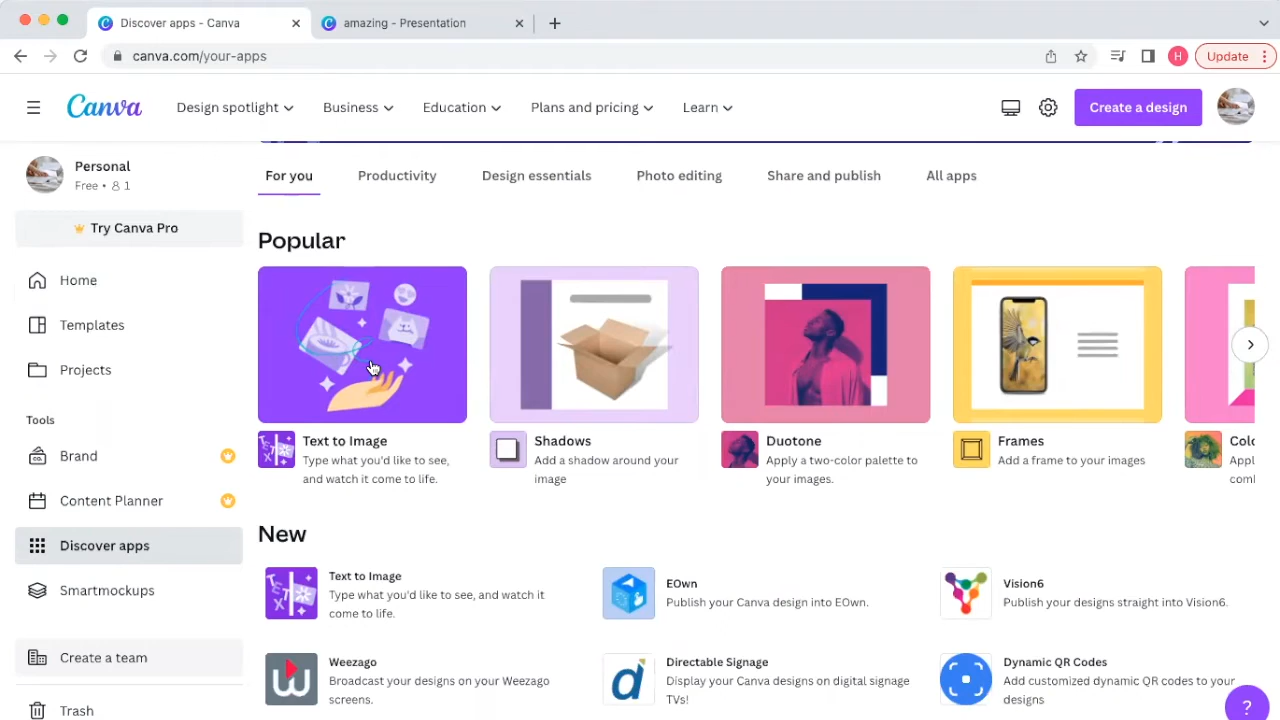 Discover apps - Canva
amazing - Presentation
canva.com/your-apps
H
Update
Canva
Design spotlight
Business
Education
Plans and pricing
Learn
Create a design
Personal
Free • 1
Try Canva Pro
Home
Templates
Projects
Tools
Brand
Content Planner
Discover apps
Smartmockups
Create a team
Trash
For you
Productivity
Design essentials
Photo editing
Share and publish
All apps
Popular
Text to Image
Type what you'd like to see,
and watch it come to life.
Shadows
Add a shadow around your
image
Duotone
Apply a two-color palette to
your images.
Frames
Add a frame to your images
Colo
Appl
coml
New
Text to Image
Type what you'd like to see, and watch it
come to life.
EOwn
Publish your Canva design into EOwn.
Vision6
Publish your designs straight into Vision6.
Weezago
Broadcast your designs on your Weezago
screens.
Directable Signage
Display your Canva designs on digital signage
TVs!
Dynamic QR Codes
Add customized dynamic QR codes to your
designs
?